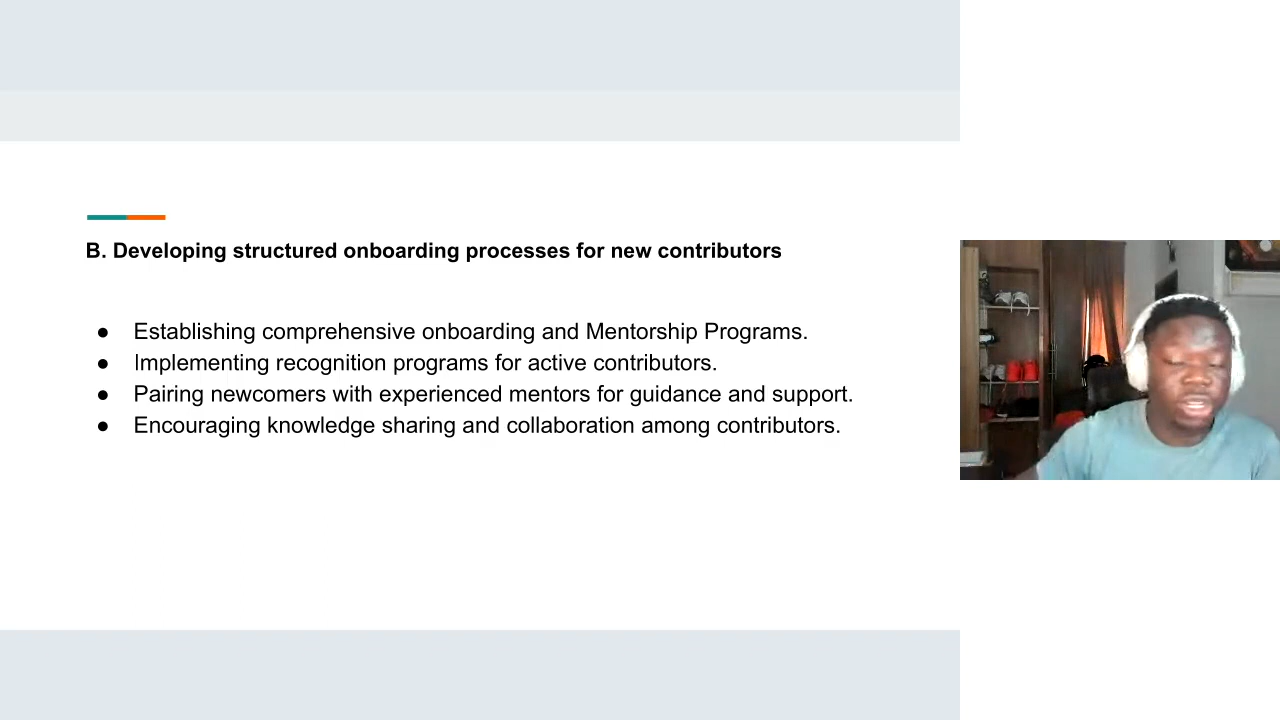 B. Developing structured onboarding processes for new contributors
● Establishing comprehensive onboarding and Mentorship Programs.
● Implementing recognition programs for active contributors.
● Pairing newcomers with experienced mentors for guidance and support.
● Encouraging knowledge sharing and collaboration among contributors.